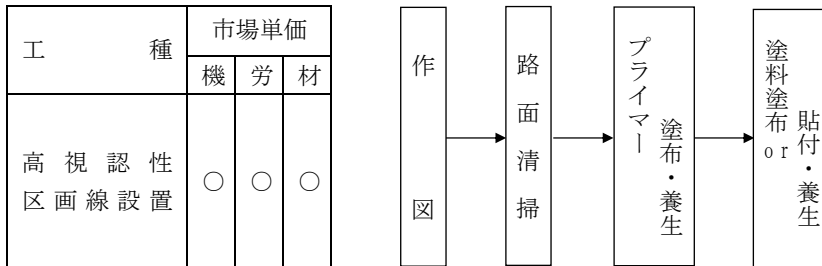 工種
市場単価
機 労 材
高視認性
区画線設置
○ ○ ○
作図
路面清掃
プライマー
塗布・養生
塗料塗布or
貼付・養生